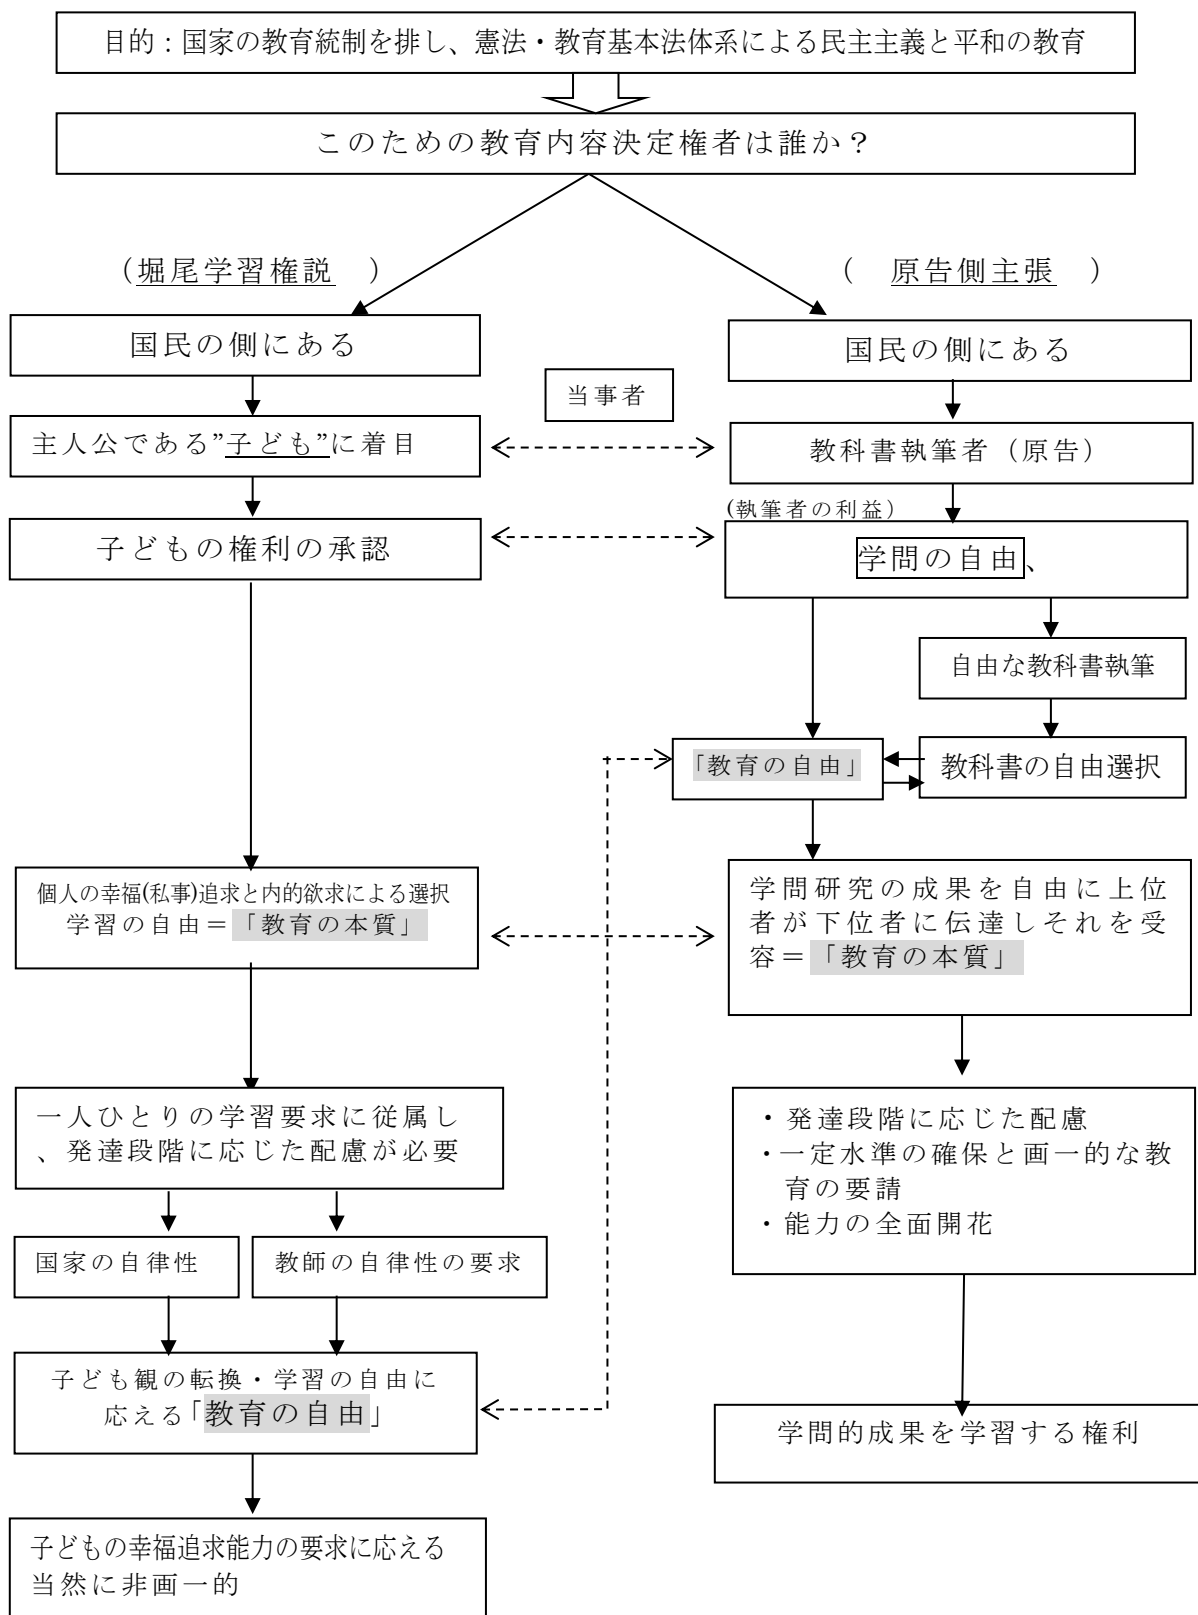 目的：国家の教育統制を排し、憲法・教育基本法体系による民主主義と平和の教育
このための教育内容決定権者は誰か？
（堀尾学習権説　）
（　原告側主張　）
国民の側にある
国民の側にある
当事者
主人公である”子ども”に着目
教科書執筆者（原告）
(執筆者の利益）
子どもの権利の承認
学問の自由、
自由な教科書執筆
「教育の自由」
教科書の自由選択
個人の幸福(私事)追求と内的欲求による選択
学習の自由＝「教育の本質」
学問研究の成果を自由に上位
者が下位者に伝達しそれを受
容＝「教育の本質」
一人ひとりの学習要求に従属し
、発達段階に応じた配慮が必要
・発達段階に応じた配慮
・一定水準の確保と画一的な教
育の要請
・能力の全面開花
国家の自律性
教師の自律性の要求
子ども観の転換・学習の自由に
応える「教育の自由」
学問的成果を学習する権利
子どもの幸福追求能力の要求に応える
当然に非画一的